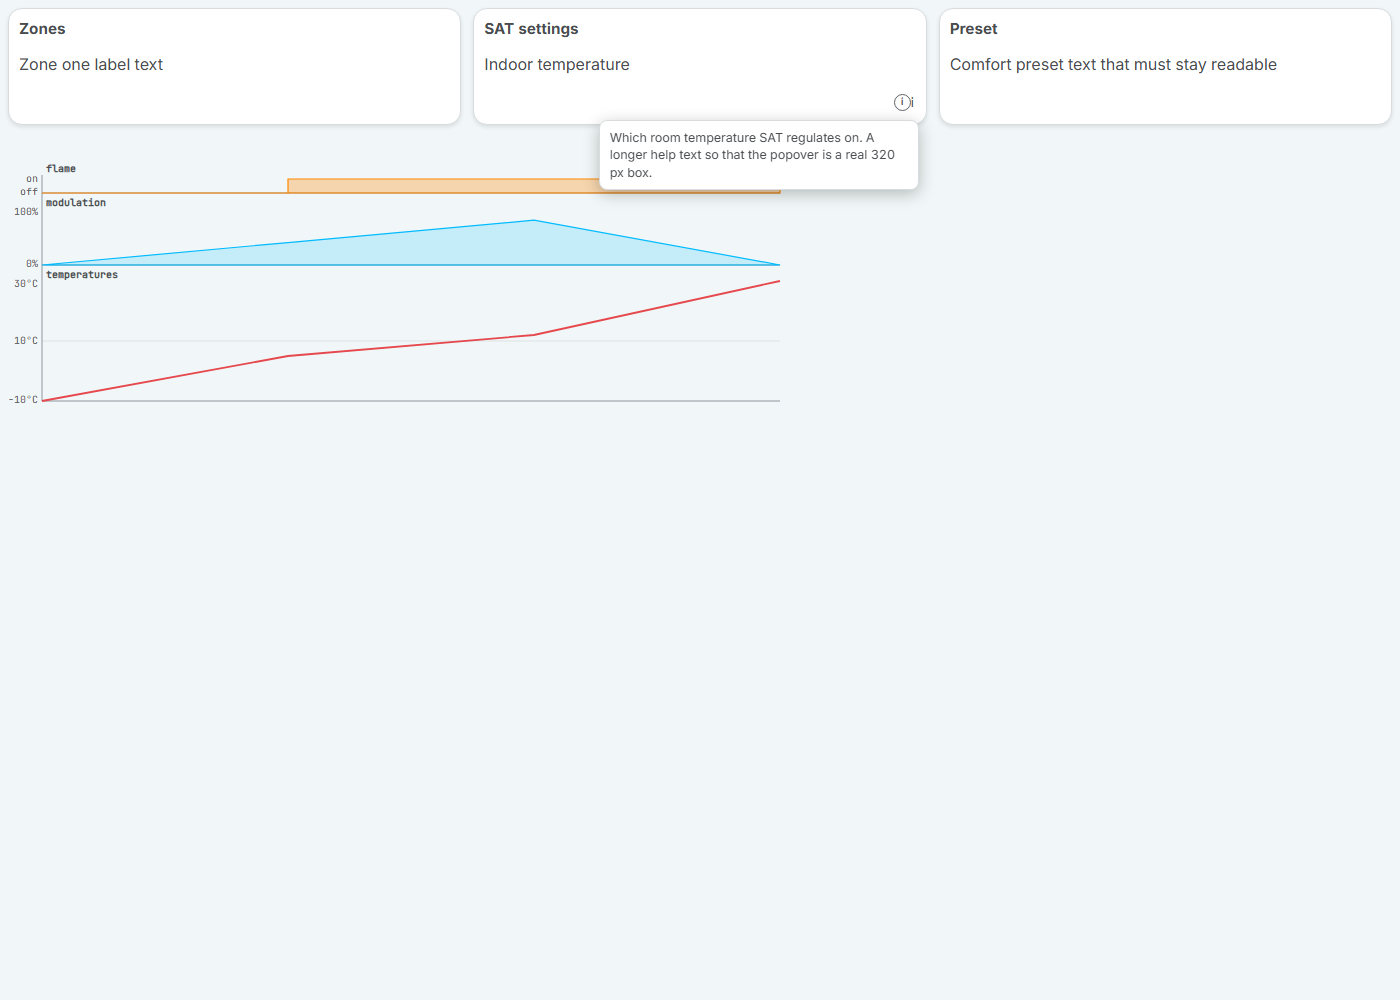 Zones
Zone one label text
SAT settings
Indoor temperature
i i
Preset
Comfort preset text that must stay readable
Which room temperature SAT regulates on. A
longer help text so that the popover is a real 320
px box.
flame
on
off
modulation
100%
0%
temperatures
30°C
10°C
-10°C